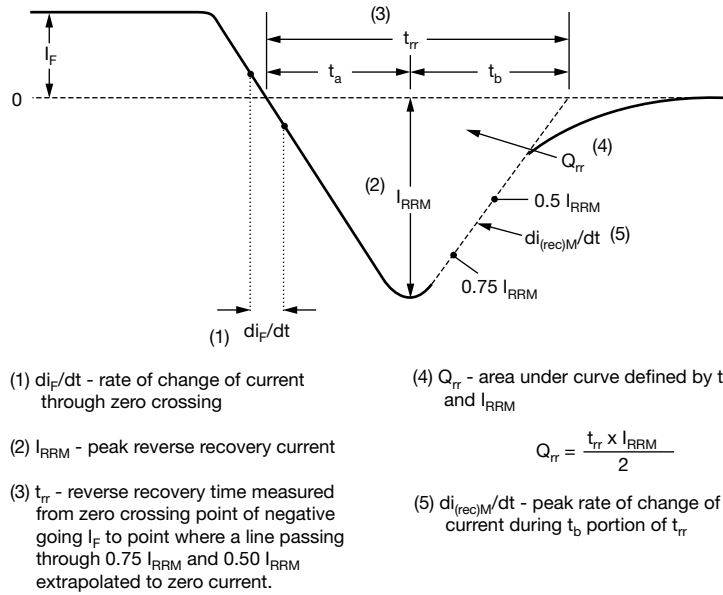 (3)
t_rr
I_F
t_a
t_b
0
(2) I_RRM
Q_rr (4)
0.5 I_RRM
di_(rec)M/dt (5)
0.75 I_RRM
(1) di_F/dt
(1) di_F/dt - rate of change of current
through zero crossing
(2) I_RRM - peak reverse recovery current
(3) t_rr - reverse recovery time measured
from zero crossing point of negative
going I_F to point where a line passing
through 0.75 I_RRM and 0.50 I_RRM
extrapolated to zero current.
(4) Q_rr - area under curve defined by t
and I_RRM
Q_rr = t_rr x I_RRM / 2
(5) di_(rec)M/dt - peak rate of change of
current during t_b portion of t_rr